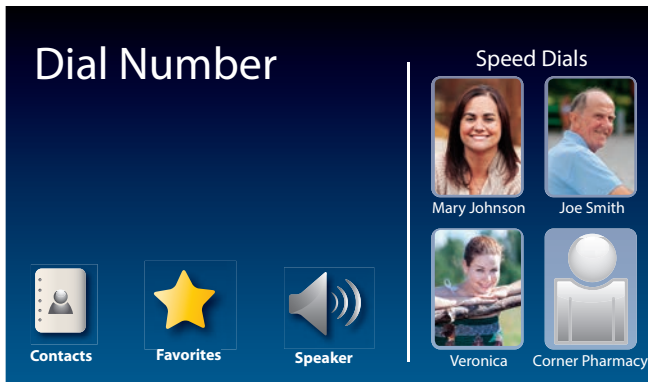 Dial Number
Speed Dials
Mary Johnson
Joe Smith
Veronica
Corner Pharmacy
Contacts
Favorites
Speaker